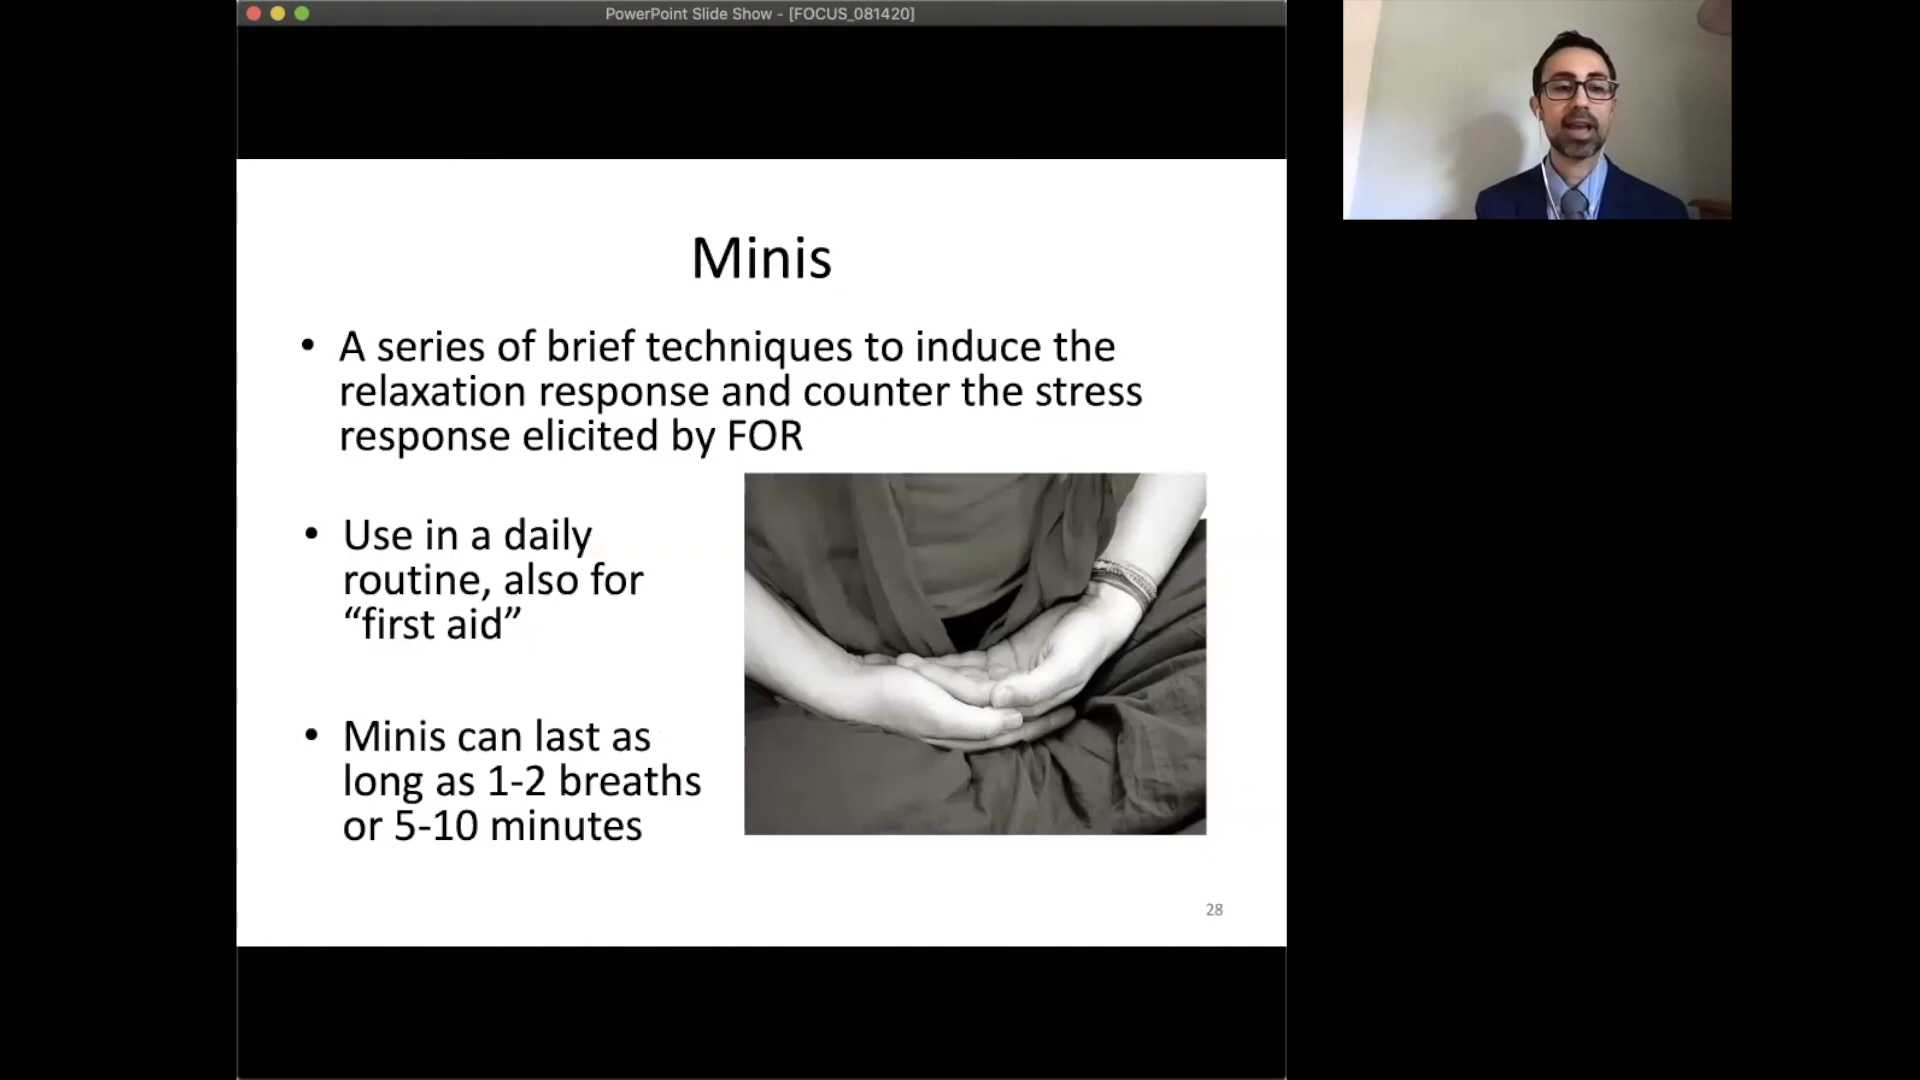 PowerPoint Slide Show - [FOCUS_081420]
Minis
• A series of brief techniques to induce the
relaxation response and counter the stress
response elicited by FOR
• Use in a daily
routine, also for
“first aid”
• Minis can last as
long as 1-2 breaths
or 5-10 minutes
28